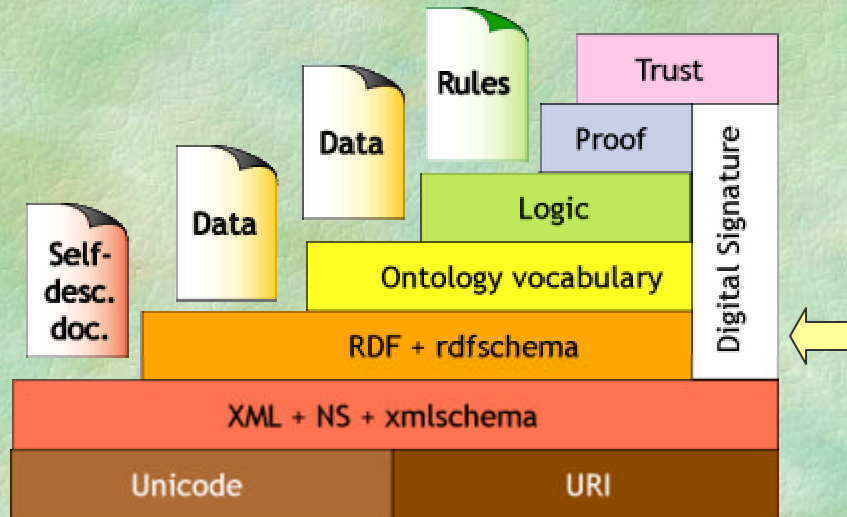 Rules
Trust
Data
Proof
Digital Signature
Logic
Data
Self-
desc.
doc.
Ontology vocabulary
RDF + rdfschema
XML + NS + xmlschema
Unicode
URI